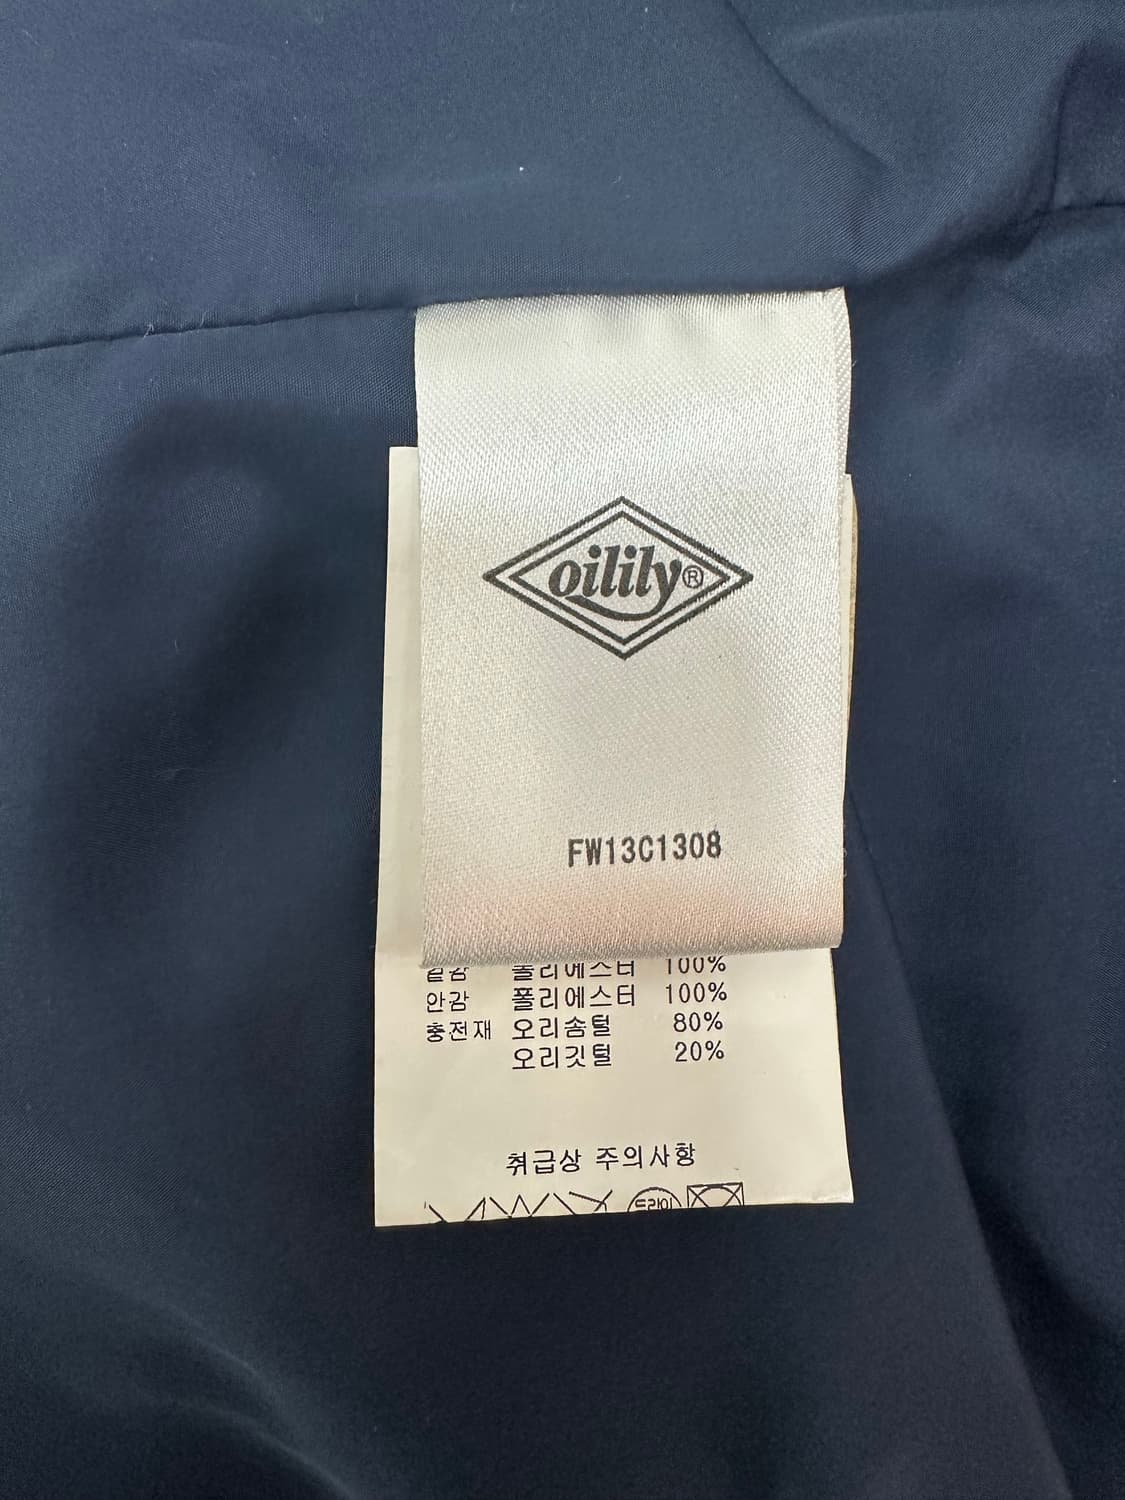 oilily®
FW13C1308
겉감 폴리에스터 100%
안감 폴리에스터 100%
충전재 오리솜털 80%
오리깃털 20%
취급상 주의사항
드라이